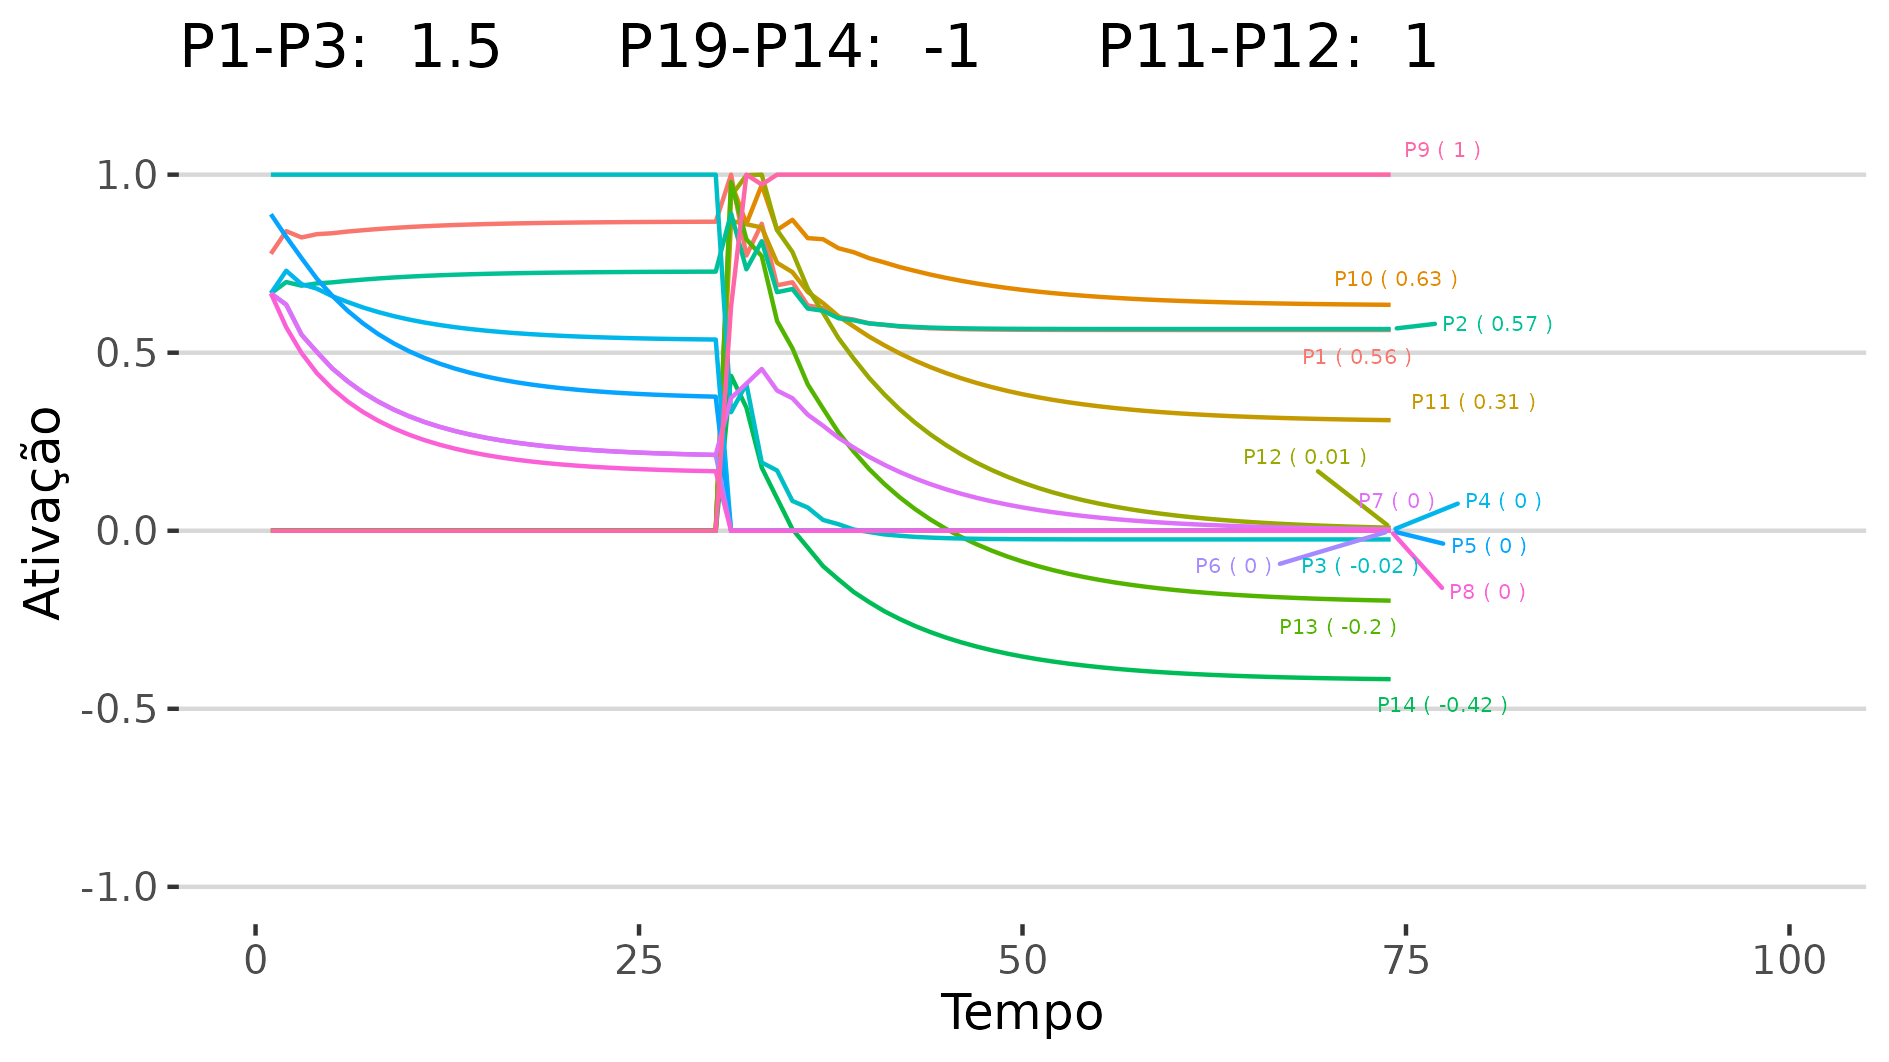 P1-P3:  1.5      P19-P14:  -1      P11-P12:  1
P9 ( 1 )
1.0
P10 ( 0.63 )
P2 ( 0.57 )
0.5
P1 ( 0.56 )
P11 ( 0.31 )
P12 ( 0.01 )
P7 ( 0 )
P4 ( 0 )
0.0
P5 ( 0 )
P6 ( 0 )
P3 ( -0.02 )
P8 ( 0 )
P13 ( -0.2 )
P14 ( -0.42 )
-0.5
-1.0
Ativação
0 25 50 75 100
Tempo